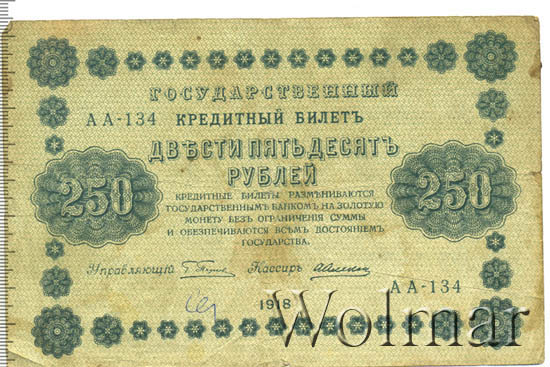 ГОСУДАРСТВЕННЫЙ
АА-134 КРЕДИТНЫЙ БИЛЕТЪ
ДВѢСТИ ПЯТЬДЕСЯТЪ
РУБЛЕЙ
250 250
КРЕДИТНЫЕ БИЛЕТЫ РАЗМѢНИВАЮТСЯ
ГОСУДАРСТВЕННЫМЪ БАНКОМЪ НА ЗОЛОТУЮ
МОНЕТУ БЕЗЪ ОГРАНИЧЕНІЯ СУММЫ
И ОБЕЗПЕЧИВАЮТСЯ ВСѢМЪ ДОСТОЯНІЕМЪ
ГОСУДАРСТВА.
Управляющій Кассиръ
АА-134
1918
Wolmar